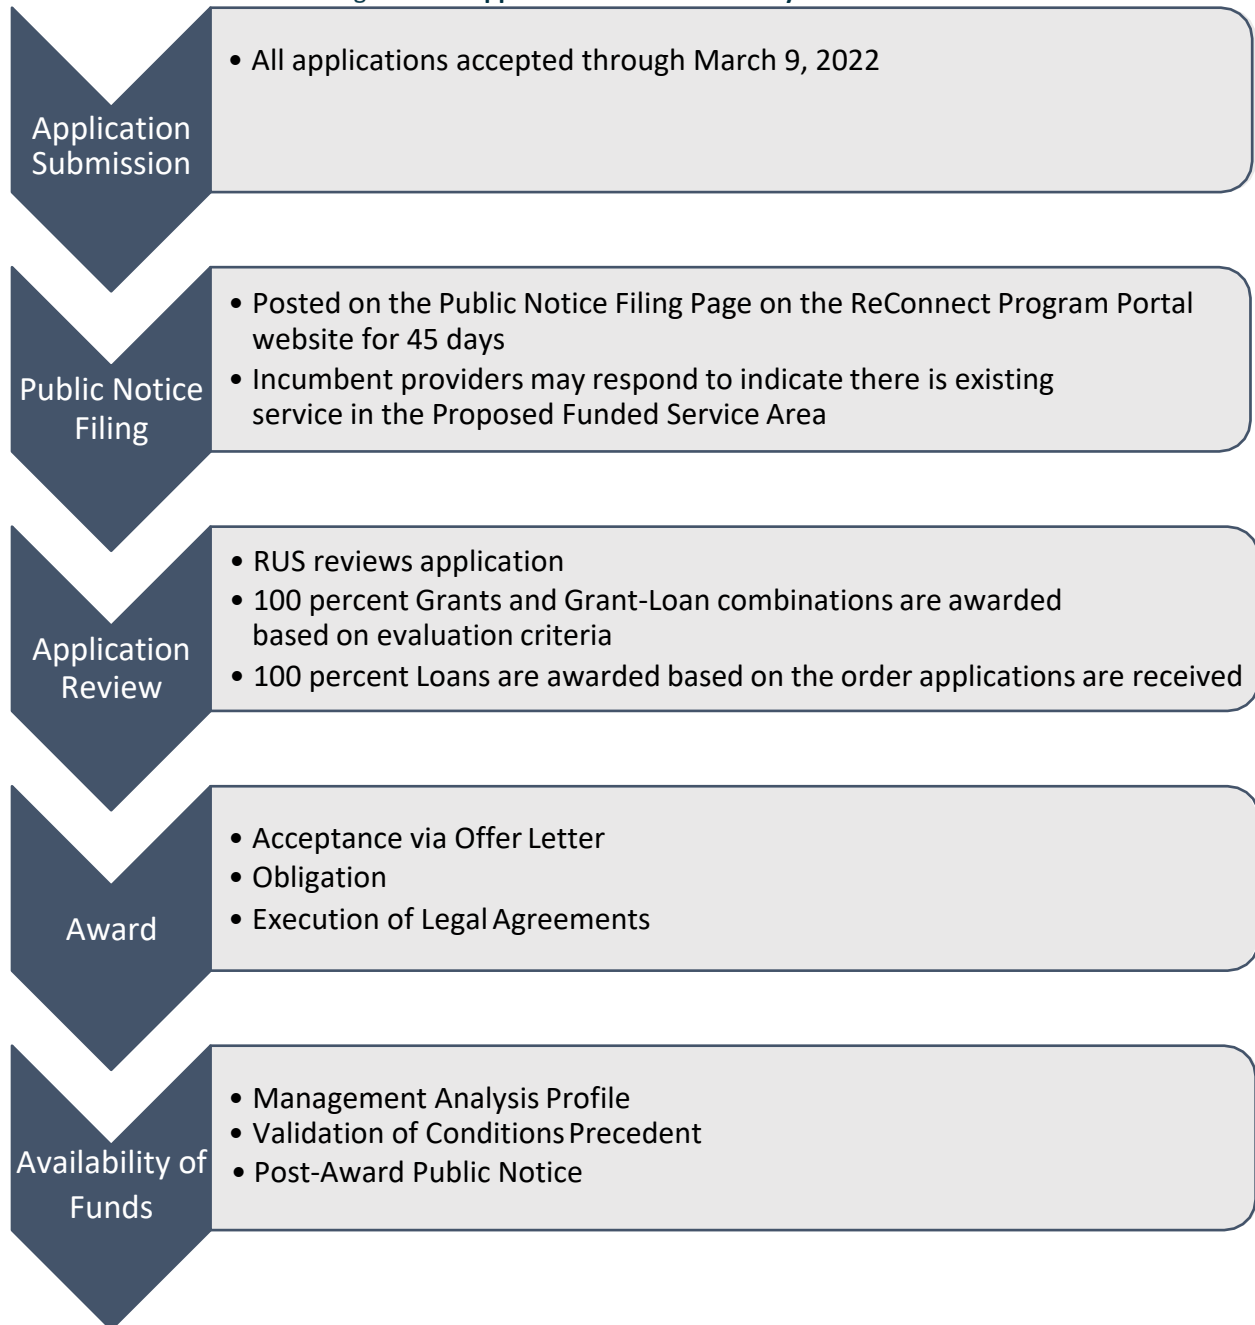 All applications accepted through March 9, 2022
Application
Submission
• Posted on the Public Notice Filing Page on the ReConnect Program Portal
website for 45 days
• Incumbent providers may respond to indicate there is existing
service in the Proposed Funded Service Area
Public Notice
Filing
• RUS reviews application
• 100 percent Grants and Grant-Loan combinations are awarded
based on evaluation criteria
• 100 percent Loans are awarded based on the order applications are received
Application
Review
• Acceptance via Offer Letter
• Obligation
• Execution of Legal Agreements
Award
• Management Analysis Profile
• Validation of Conditions Precedent
• Post-Award Public Notice
Availability of
Funds